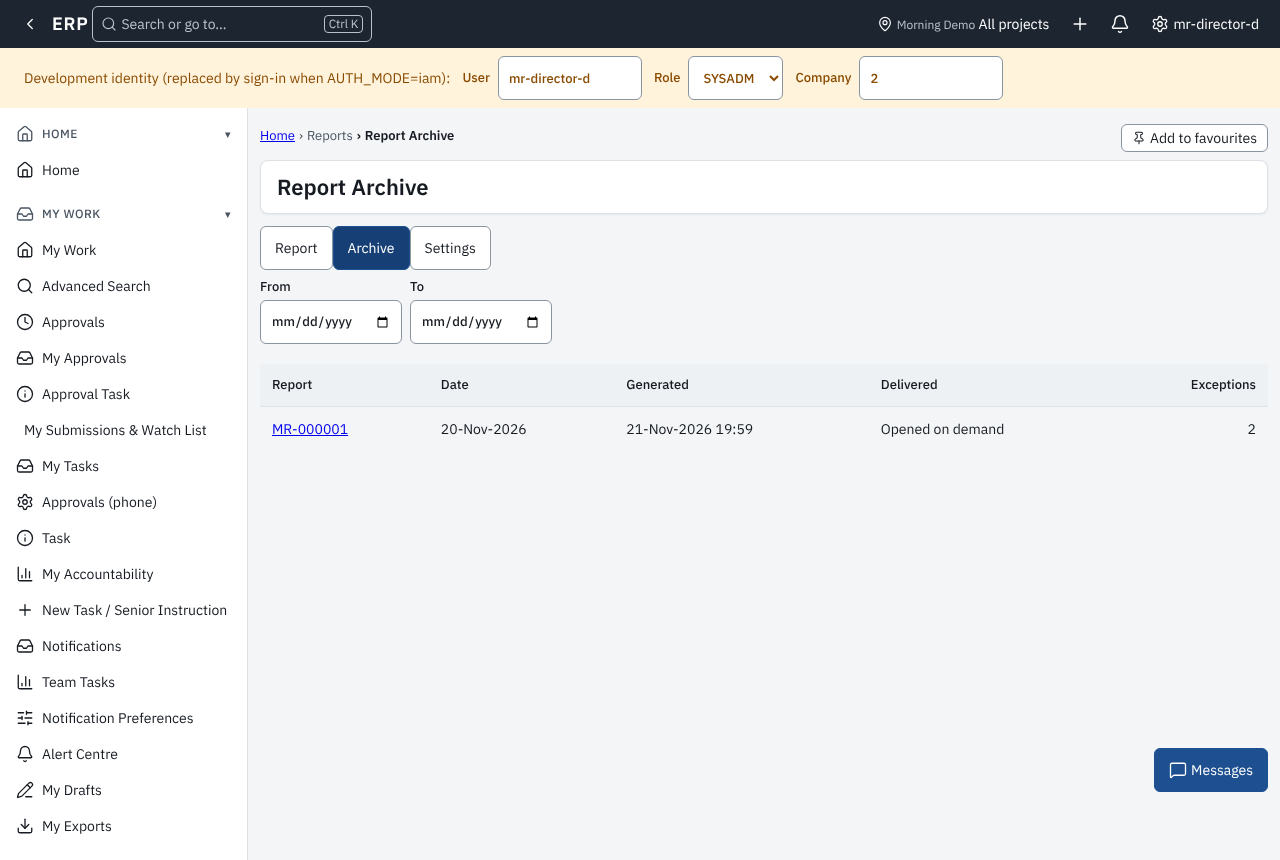 ERP
Search or go to...
Ctrl K
Morning Demo All projects
mr-director-d
Development identity (replaced by sign-in when AUTH_MODE=iam):
User
mr-director-d
Role
SYSADM
Company
2
HOME
Home
MY WORK
My Work
Advanced Search
Approvals
My Approvals
Approval Task
My Submissions & Watch List
My Tasks
Approvals (phone)
Task
My Accountability
New Task / Senior Instruction
Notifications
Team Tasks
Notification Preferences
Alert Centre
My Drafts
My Exports
Home › Reports › Report Archive
Add to favourites
Report Archive
Report
Archive
Settings
From
To
mm/dd/yyyy
mm/dd/yyyy
Report Date Generated Delivered Exceptions
MR-000001 20-Nov-2026 21-Nov-2026 19:59 Opened on demand 2
Messages